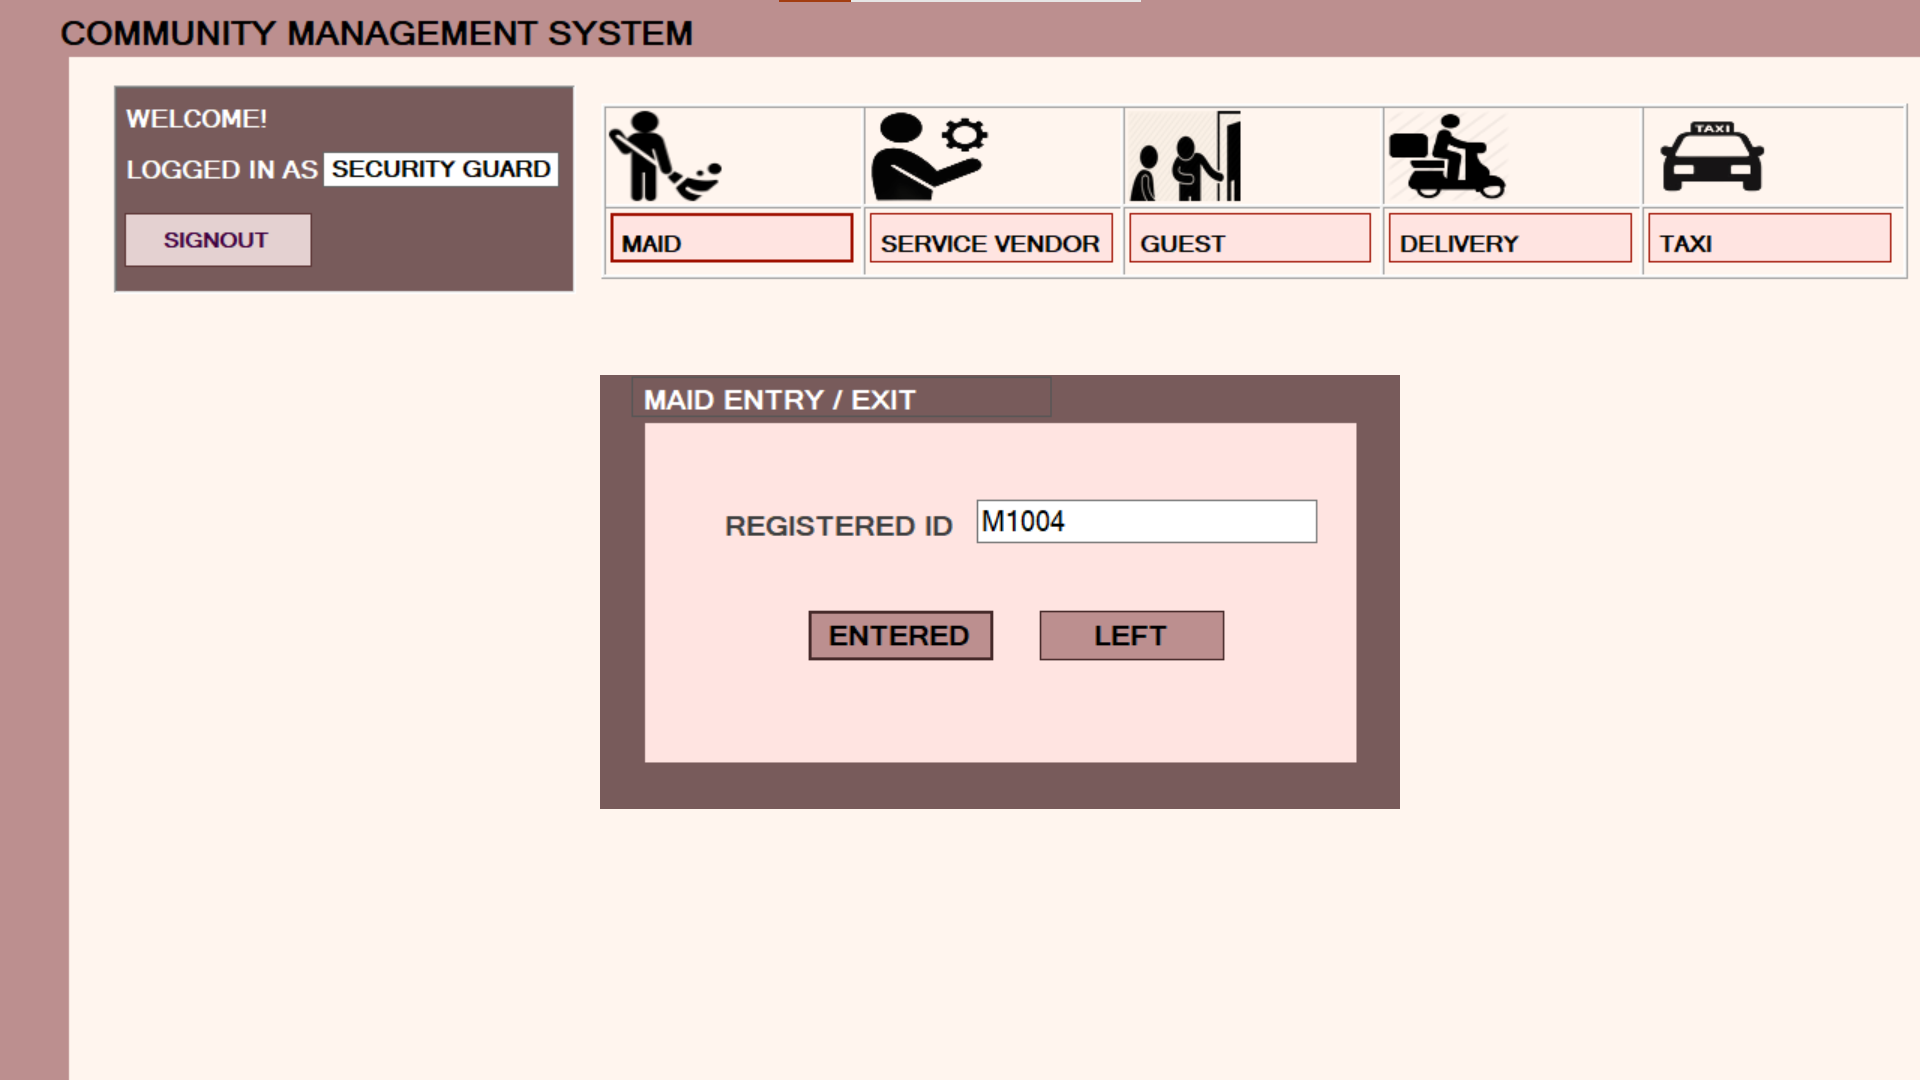 COMMUNITY MANAGEMENT SYSTEM
WELCOME!
LOGGED IN AS SECURITY GUARD
SIGNOUT
TAXI
MAID
SERVICE VENDOR
GUEST
DELIVERY
TAXI
MAID ENTRY / EXIT
REGISTERED ID M1004
ENTERED
LEFT